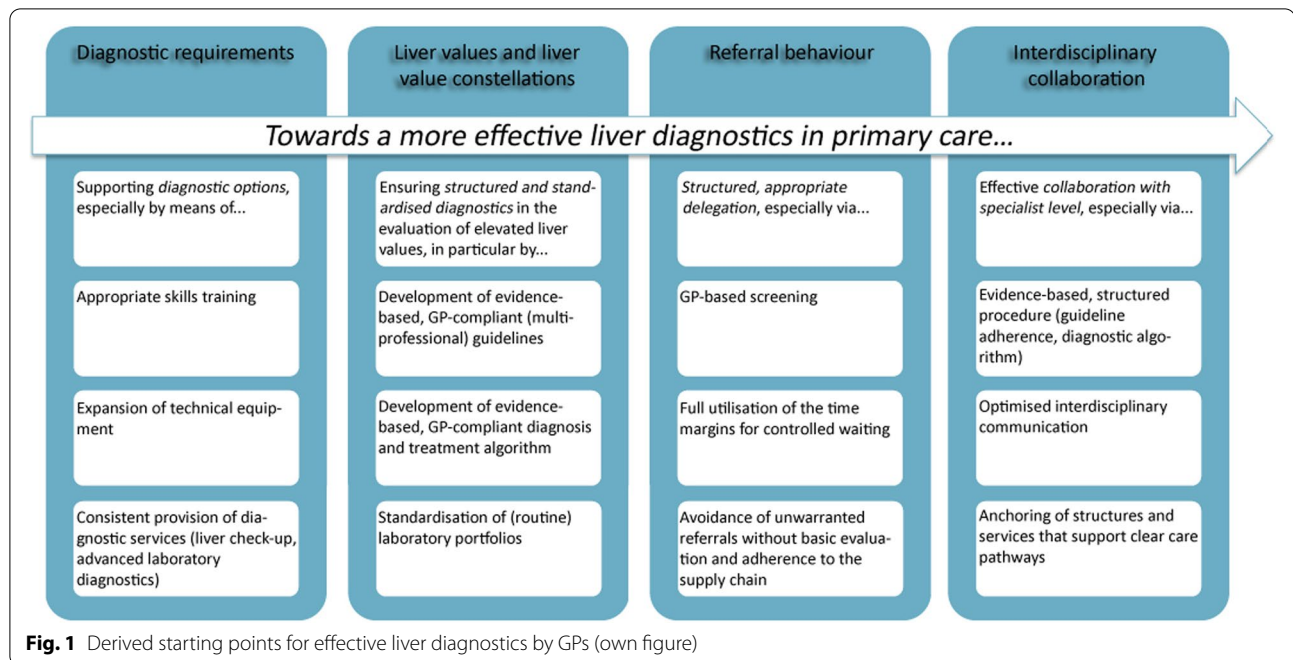 Diagnostic requirements
Liver values and liver
value constellations
Referral behaviour
Interdisciplinary
collaboration
Towards a more effective liver diagnostics in primary care...
Supporting diagnostic options,
especially by means of...
Appropriate skills training
Expansion of technical equip-
ment
Consistent provision of dia-
gnostic services (liver check-up,
advanced laboratory
diagnostics)
Ensuring structured and stand-
ardised diagnostics in the
evaluation of elevated liver
values, in particular by...
Development of evidence-
based, GP-compliant (multi-
professional) guidelines
Development of evidence-
based, GP-compliant diagnosis
and treatment algorithm
Standardisation of (routine)
laboratory portfolios
Structured, appropriate
delegation, especially via...
GP-based screening
Full utilisation of the time
margins for controlled waiting
Avoidance of unwarranted
referrals without basic evalua-
tion and adherence to the
supply chain
Effective collaboration with
specialist level, especially via...
Evidence-based, structured
procedure (guideline
adherence, diagnostic algo-
rithm)
Optimised interdisciplinary
communication
Anchoring of structures and
services that support clear care
pathways
Fig. 1 Derived starting points for effective liver diagnostics by GPs (own figure)